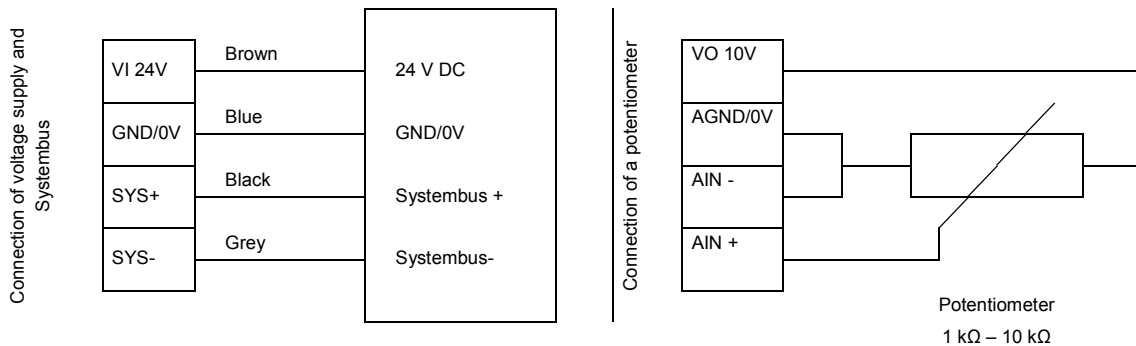 Connection of voltage supply and
Systembus
VI 24V
GND/0V
SYS+
SYS-
Brown
Blue
Black
Grey
24 V DC
GND/0V
Systembus +
Systembus-
Connection of a potentiometer
VO 10V
AGND/0V
AIN -
AIN +
Potentiometer
1 kΩ – 10 kΩ